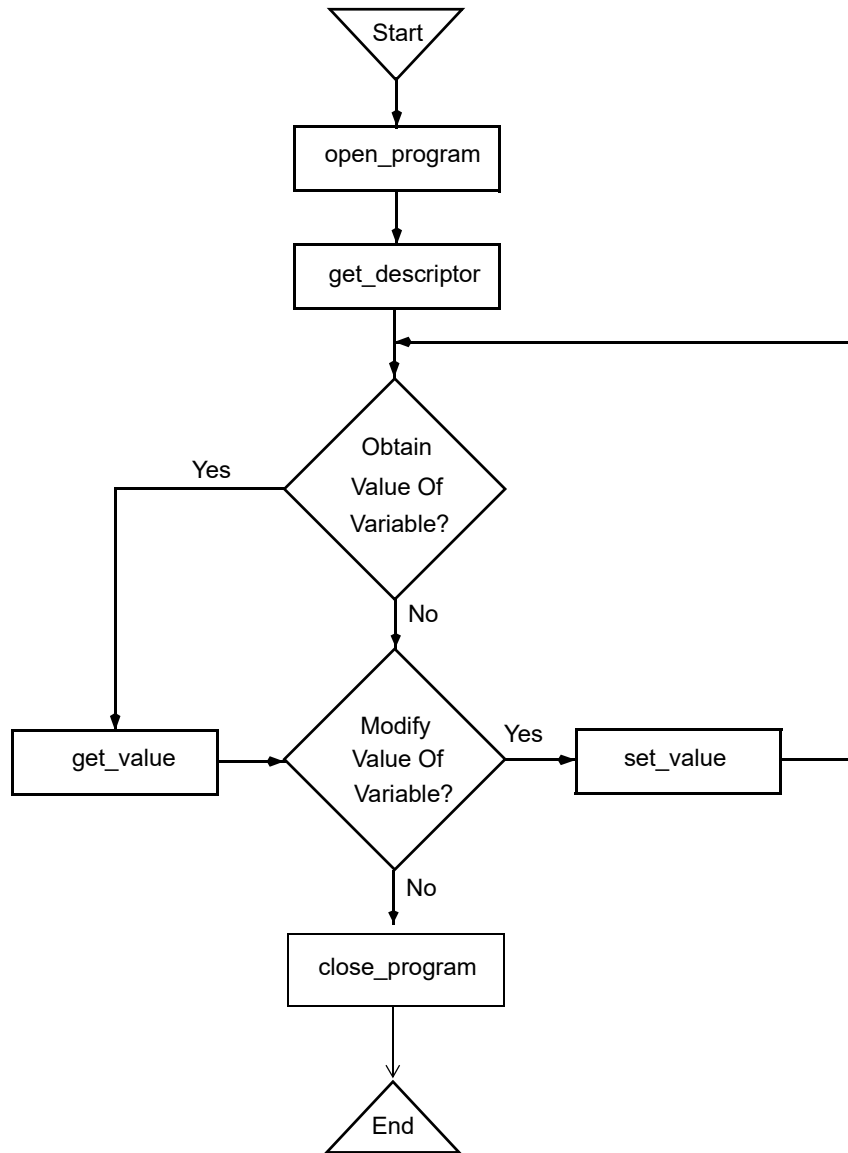 Start
open_program
get_descriptor
Obtain
Value Of
Variable?
Yes
No
get_value
Modify
Value Of
Variable?
Yes
set_value
No
close_program
End